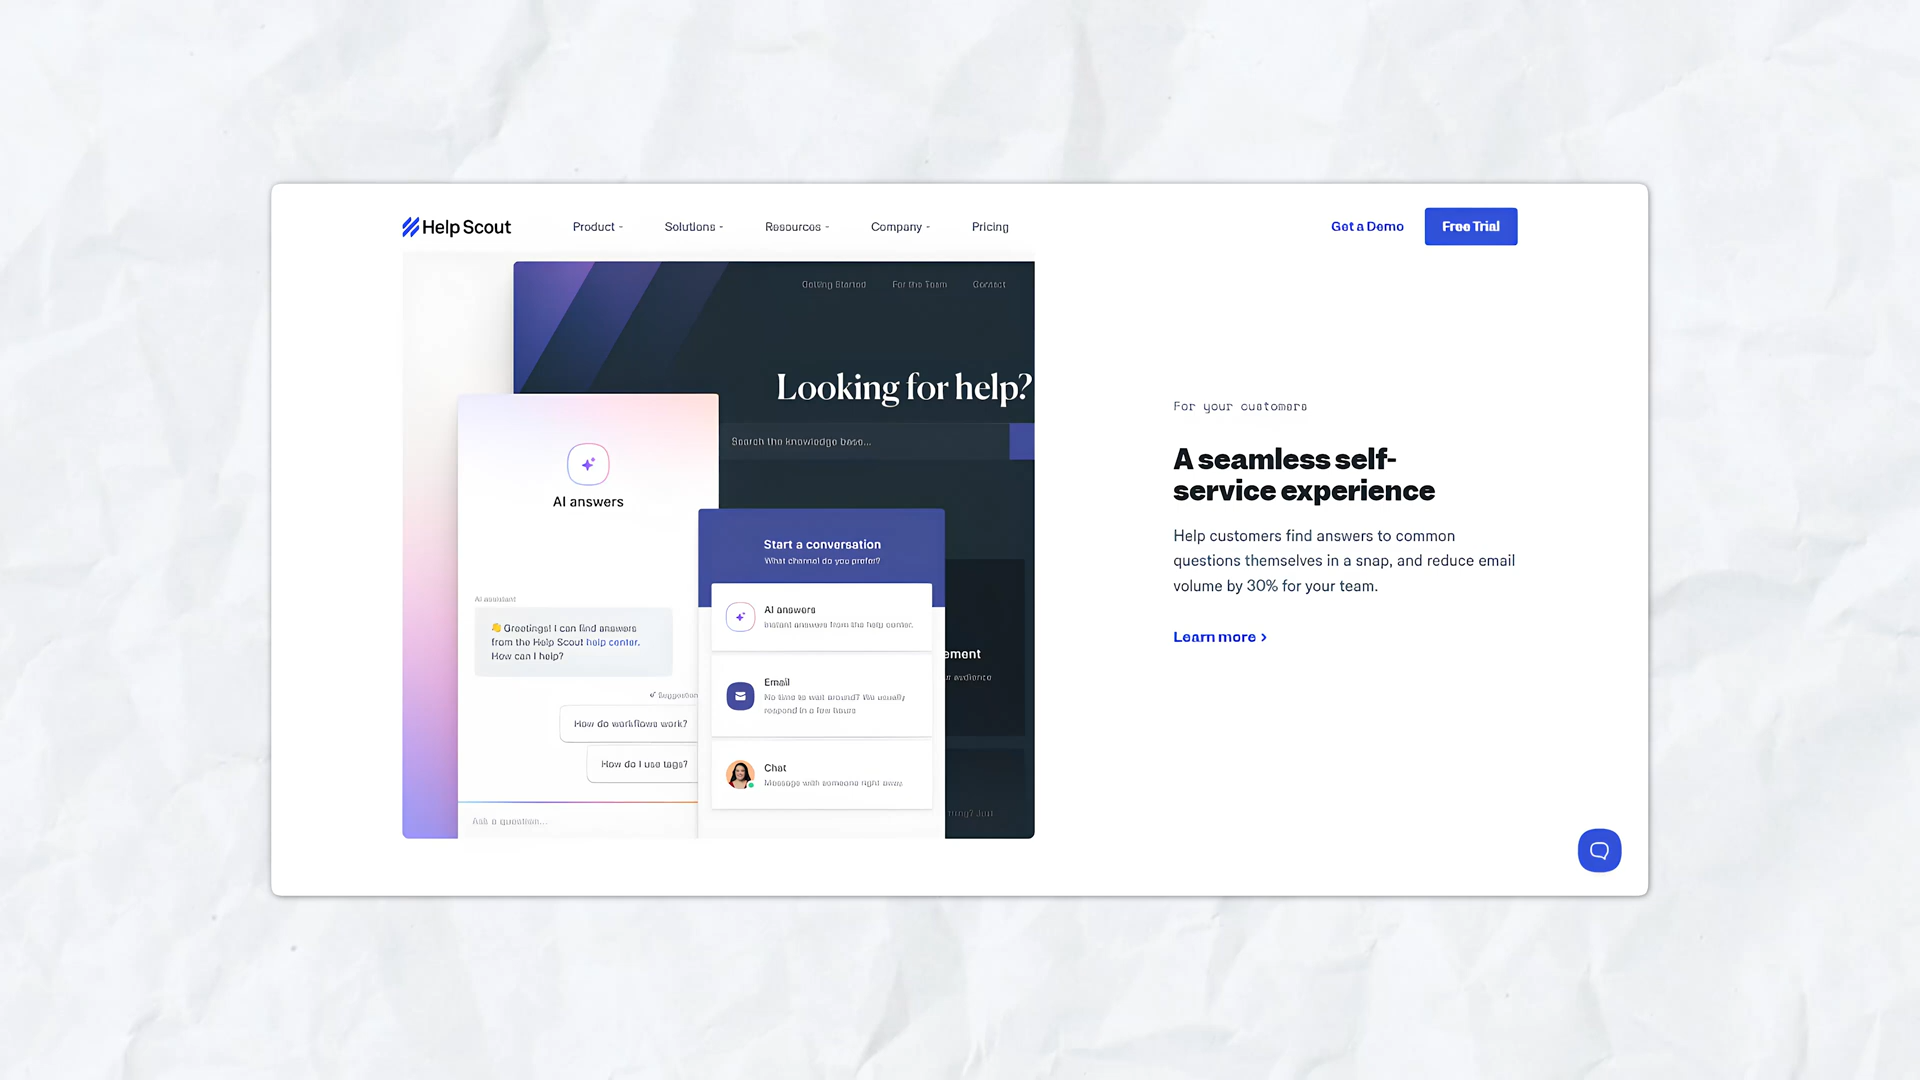 Help Scout
Product
Solutions
Resources
Company
Pricing
Get a Demo
Free Trial
Getting Started
For the Team
Contact
Looking for help?
Search the knowledge base...
AI answers
AI assistant
👋 Greetings! I can find answers
from the Help Scout help center.
How can I help?
Suggestion
How do workflows work?
How do I use tags?
Ask a question...
Start a conversation
What channel do you prefer?
AI answers
Instant answers from the help center.
Email
No time to wait around? We usually
respond in a few hours
Chat
Message with someone right away.
ement
audience
Just
For your customers
A seamless self-
service experience
Help customers find answers to common
questions themselves in a snap, and reduce email
volume by 30% for your team.
Learn more >